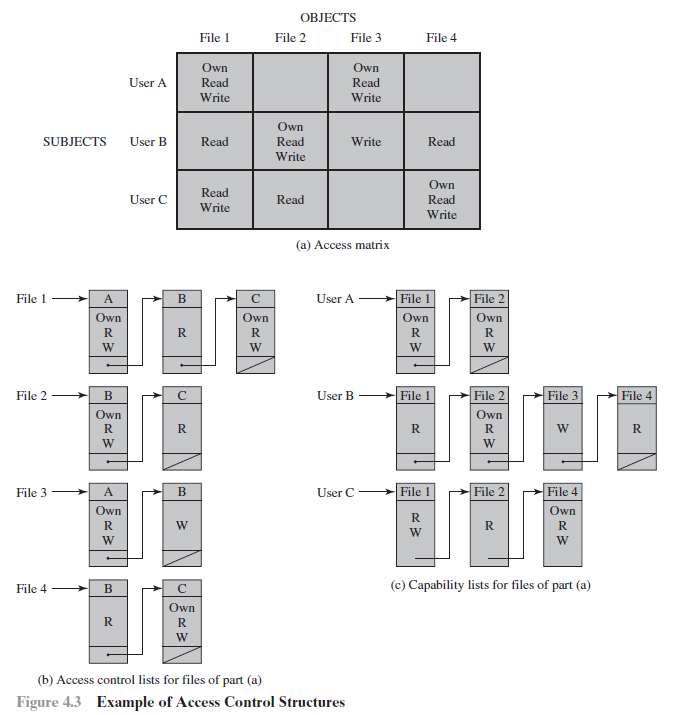 OBJECTS
File 1 File 2 File 3 File 4
User A
Own
Read
Write
Own
Read
Write
SUBJECTS
User B
Read
Own
Read
Write
Write
Read
User C
Read
Write
Read
Own
Read
Write
(a) Access matrix
File 1
A
Own
R
W
B
R
C
Own
R
W
File 2
B
Own
R
W
C
R
File 3
A
Own
R
W
B
W
File 4
B
R
C
Own
R
W
(b) Access control lists for files of part (a)
User A
File 1
Own
R
W
File 2
Own
R
W
User B
File 1
R
File 2
Own
R
W
File 3
W
File 4
R
User C
File 1
R
W
File 2
R
File 4
Own
R
W
(c) Capability lists for files of part (a)
Figure 4.3 Example of Access Control Structures